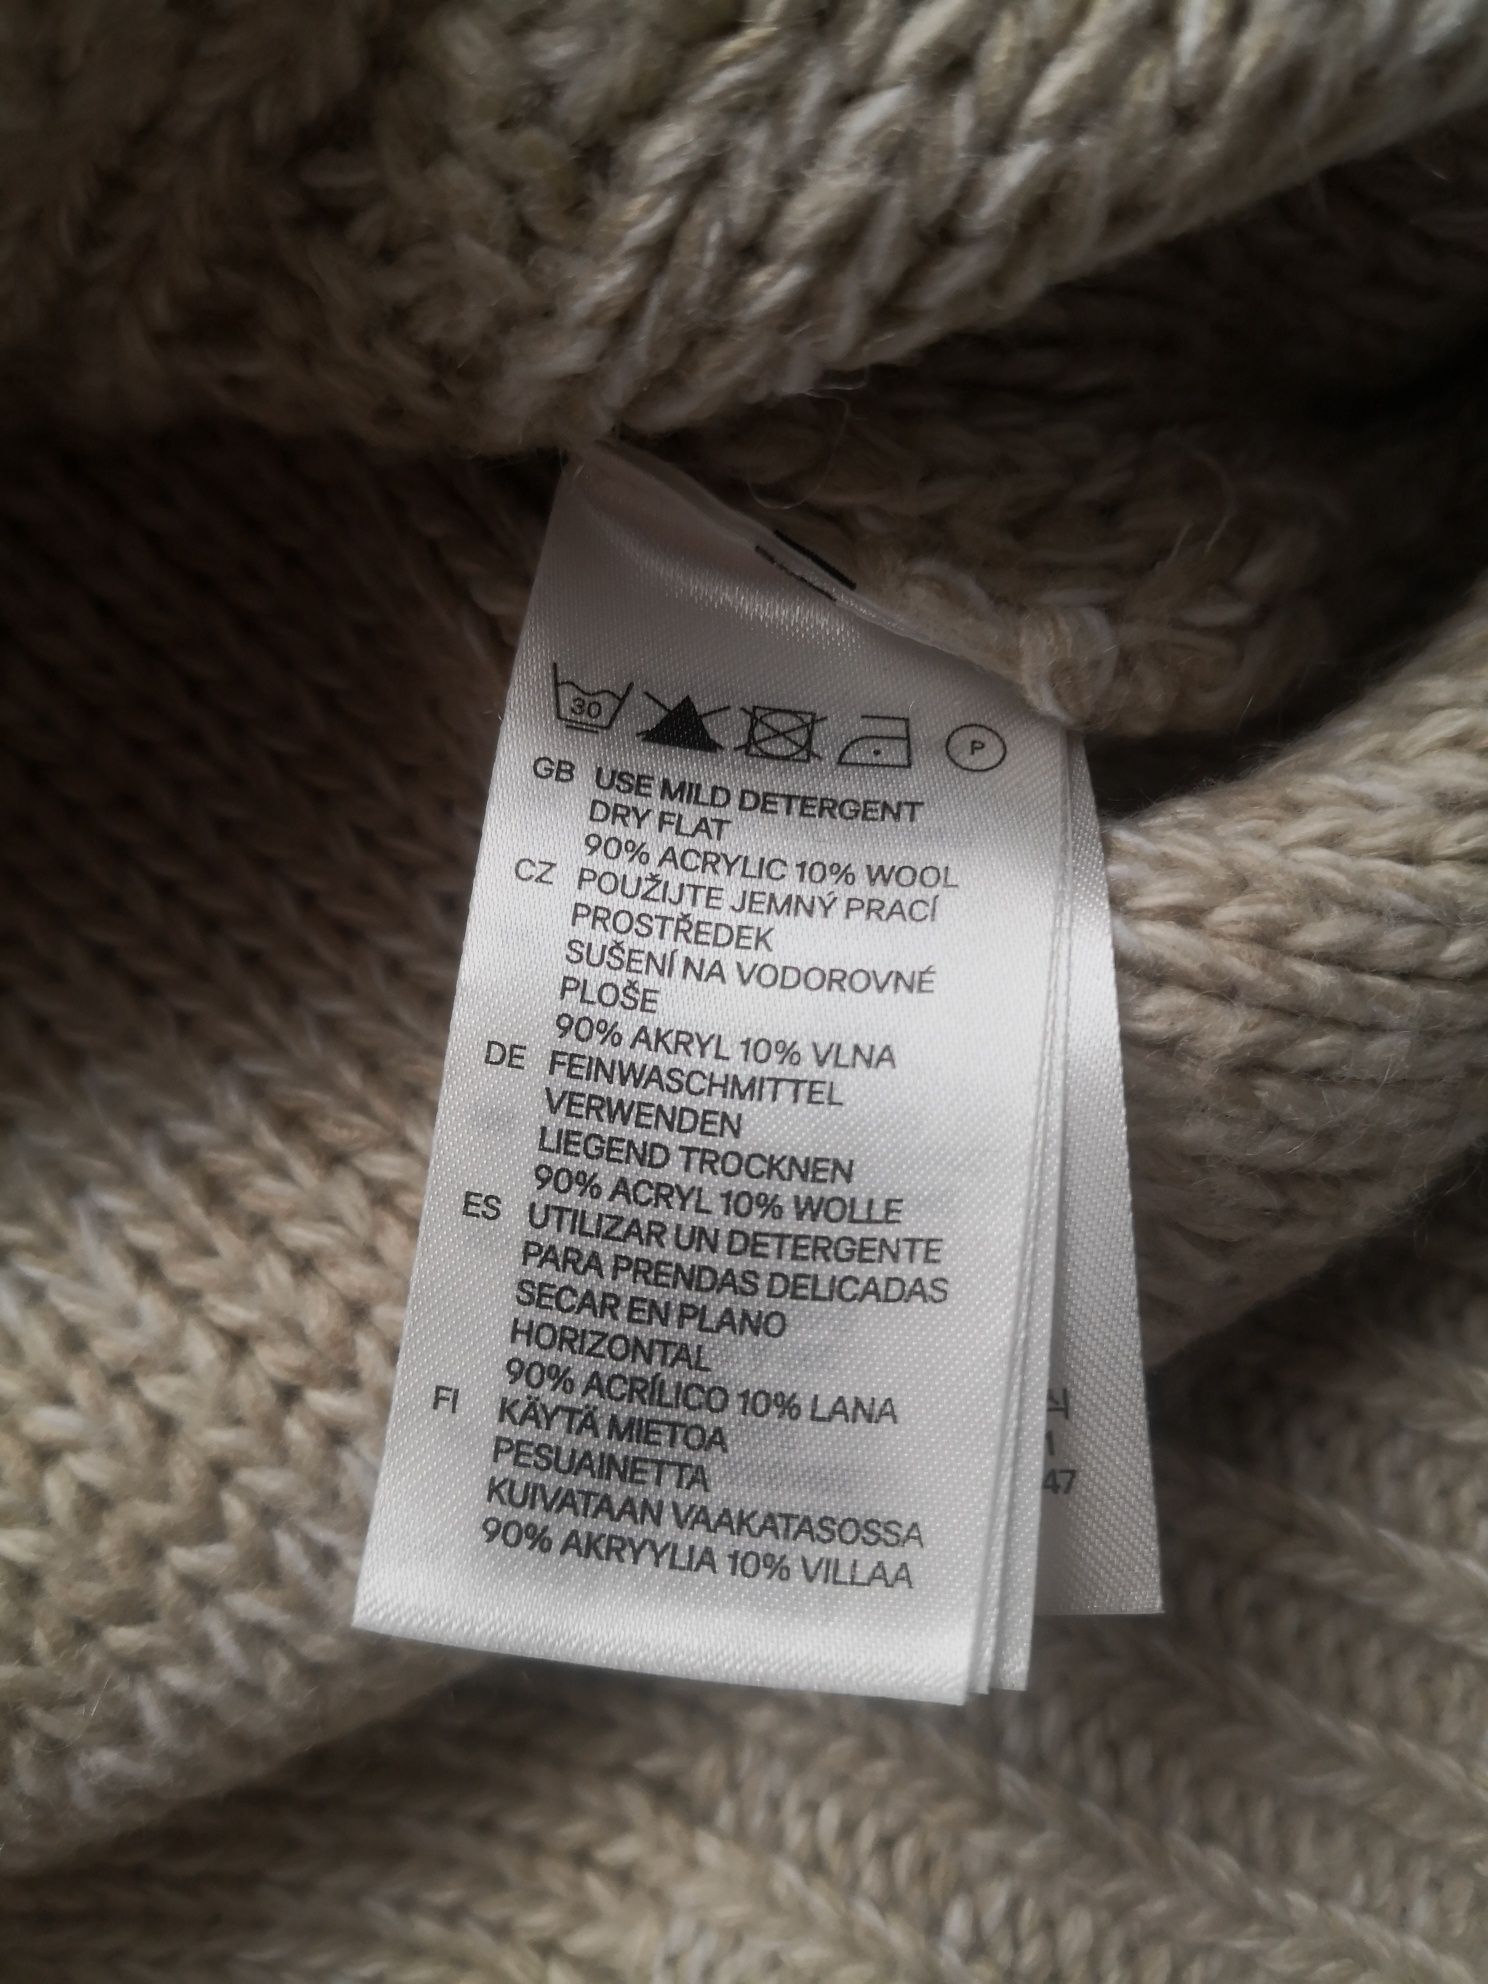 30
P
GB USE MILD DETERGENT
DRY FLAT
90% ACRYLIC 10% WOOL
CZ POUŽIJTE JEMNÝ PRACÍ
PROSTŘEDEK
SUŠENÍ NA VODOROVNÉ
PLOŠE
90% AKRYL 10% VLNA
DE FEINWASCHMITTEL
VERWENDEN
LIEGEND TROCKNEN
90% ACRYL 10% WOLLE
ES UTILIZAR UN DETERGENTE
PARA PRENDAS DELICADAS
SECAR EN PLANO
HORIZONTAL
90% ACRÍLICO 10% LANA
FI KÄYTÄ MIETOA
PESUAINETTA
KUIVATAAN VAAKATASOSSA
90% AKRYYLIA 10% VILLAA
1
47